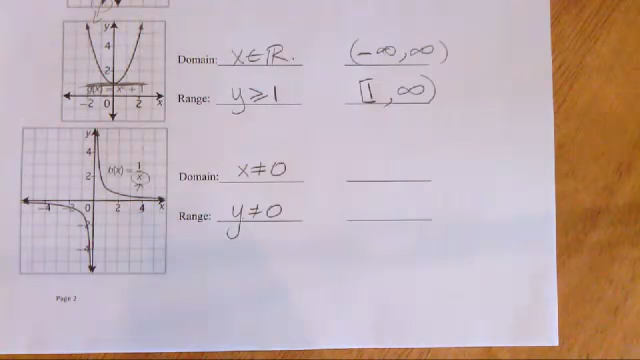 y
4
2
g(x) = x² + 1
-2 0 2 x
Domain: x ∈ ℝ. (-∞, ∞)
Range: y ≥ 1 [1, ∞)
y
4
h(x) = 1/x
-4 -2 0 2 4 x
-2
-4
Domain: x ≠ 0
Range: y ≠ 0
Page 2